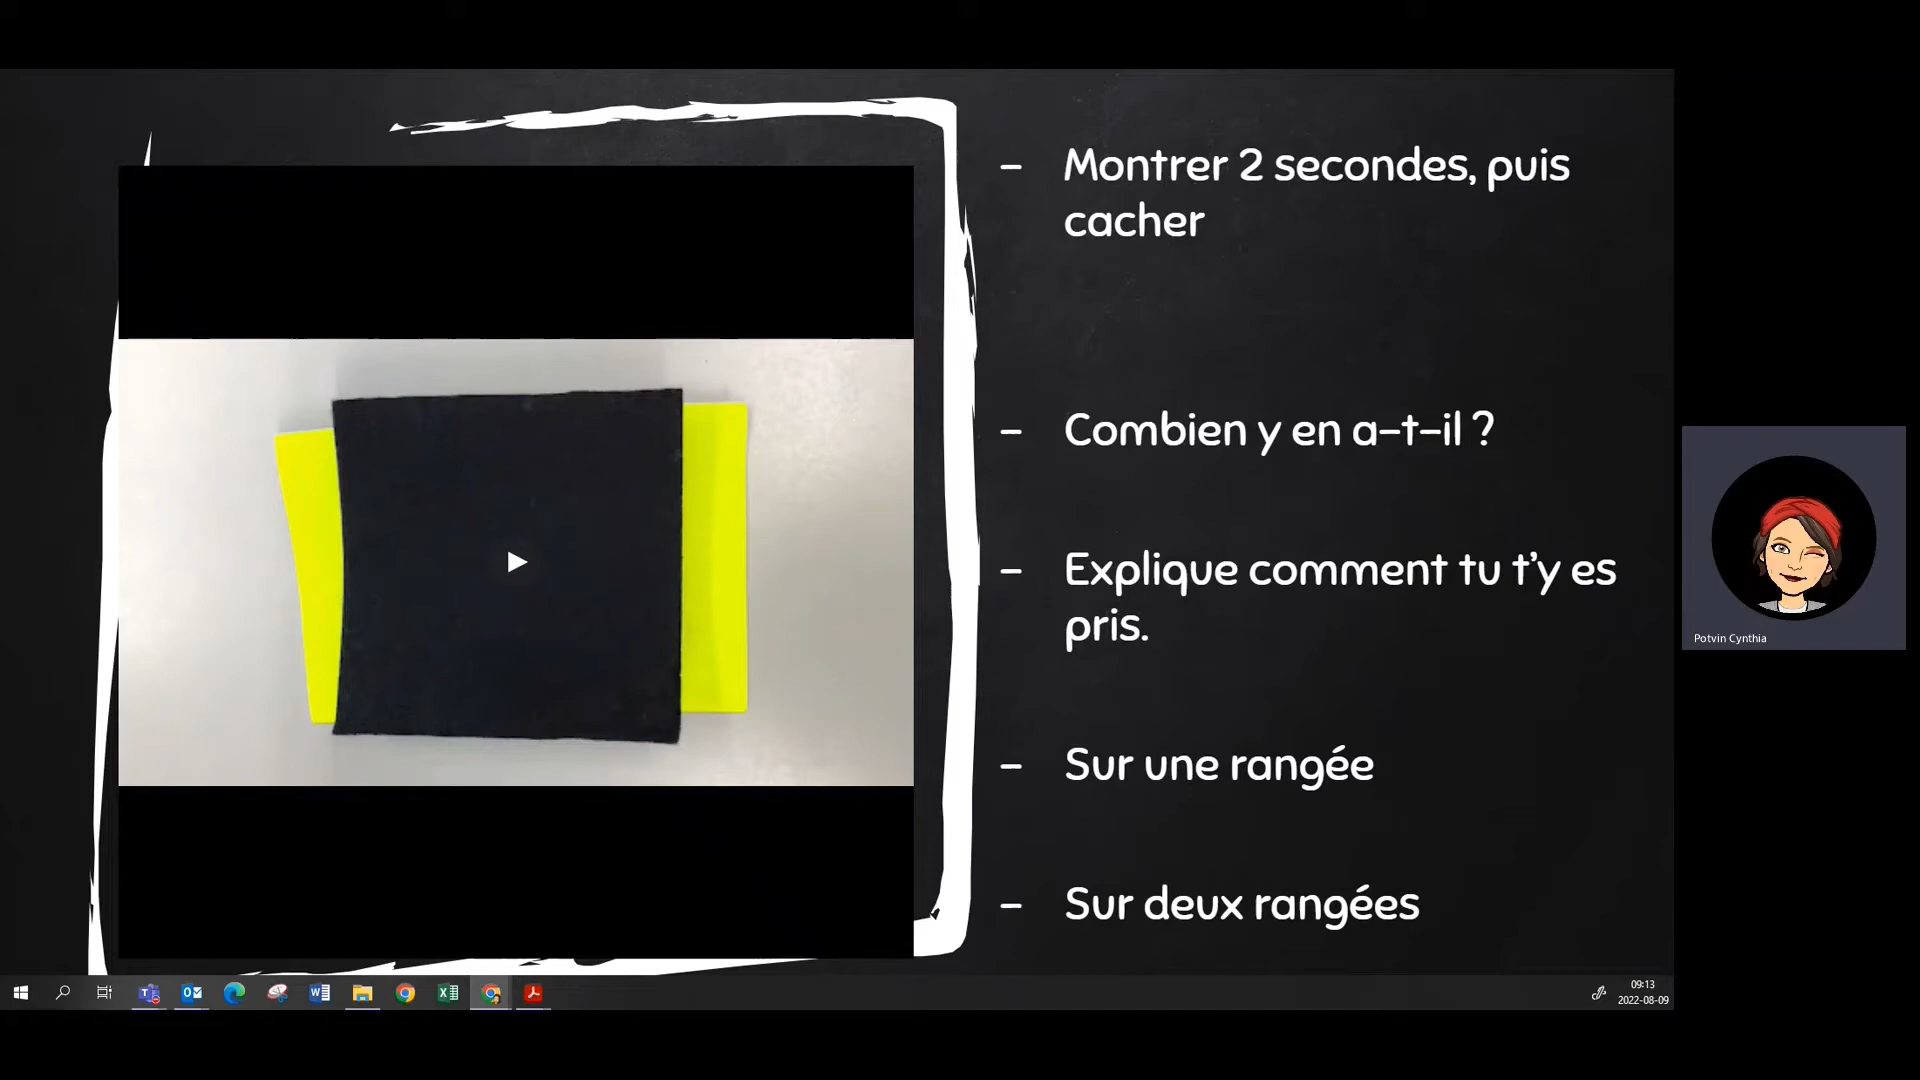 - Montrer 2 secondes, puis
cacher
- Combien y en a-t-il ?
- Explique comment tu t'y es
pris.
- Sur une rangée
- Sur deux rangées
Potvin Cynthia
09:13
2022-08-09